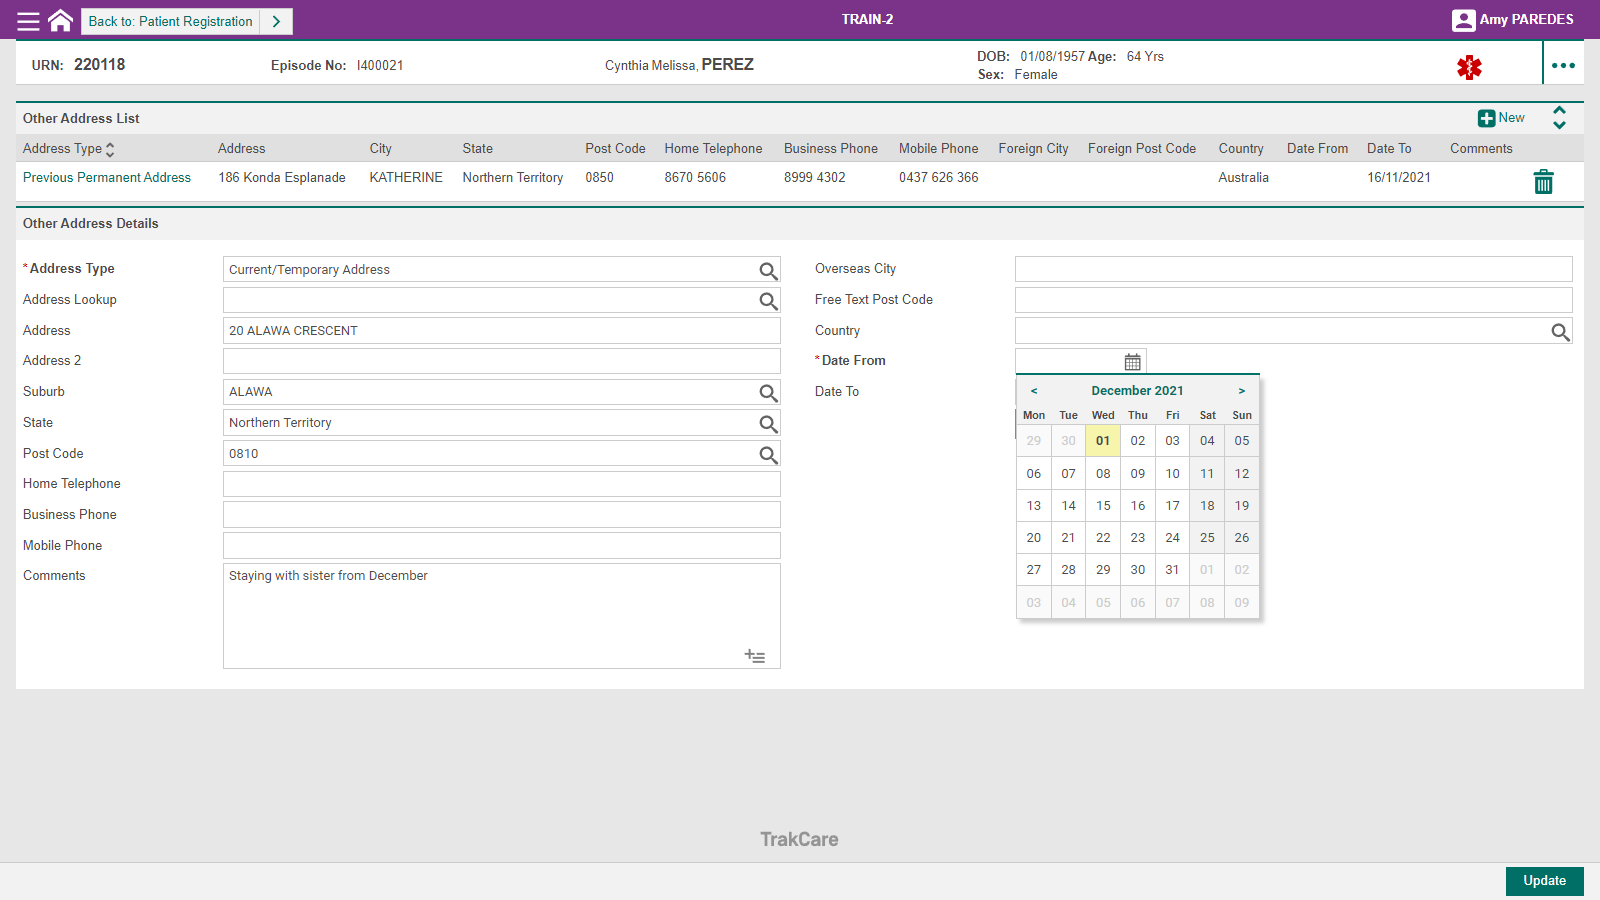 Back to: Patient Registration
TRAIN-2
Amy PAREDES
URN: 220118
Episode No: I400021
Cynthia Melissa, PEREZ
DOB: 01/08/1957 Age: 64 Yrs
Sex: Female
Other Address List
New
Address Type Address City State Post Code Home Telephone Business Phone Mobile Phone Foreign City Foreign Post Code Country Date From Date To Comments
Previous Permanent Address 186 Konda Esplanade KATHERINE Northern Territory 0850 8670 5606 8999 4302 0437 626 366 Australia 16/11/2021
Other Address Details
*Address Type Current/Temporary Address
Address Lookup
Address 20 ALAWA CRESCENT
Address 2
Suburb ALAWA
State Northern Territory
Post Code 0810
Home Telephone
Business Phone
Mobile Phone
Comments Staying with sister from December
Overseas City
Free Text Post Code
Country
*Date From
Date To
< December 2021 >
Mon Tue Wed Thu Fri Sat Sun
29 30 01 02 03 04 05
06 07 08 09 10 11 12
13 14 15 16 17 18 19
20 21 22 23 24 25 26
27 28 29 30 31 01 02
03 04 05 06 07 08 09
TrakCare
Update